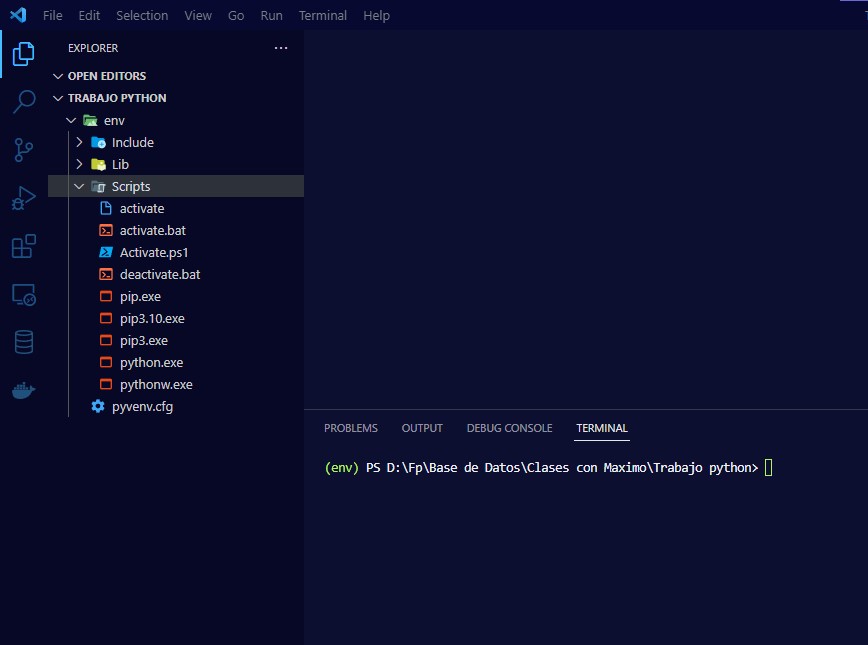 File Edit Selection View Go Run Terminal Help
EXPLORER
OPEN EDITORS
TRABAJO PYTHON
env
Include
Lib
Scripts
activate
activate.bat
Activate.ps1
deactivate.bat
pip.exe
pip3.10.exe
pip3.exe
python.exe
pythonw.exe
pyvenv.cfg
PROBLEMS OUTPUT DEBUG CONSOLE TERMINAL
(env) PS D:\Fp\Base de Datos\Clases con Maximo\Trabajo python>